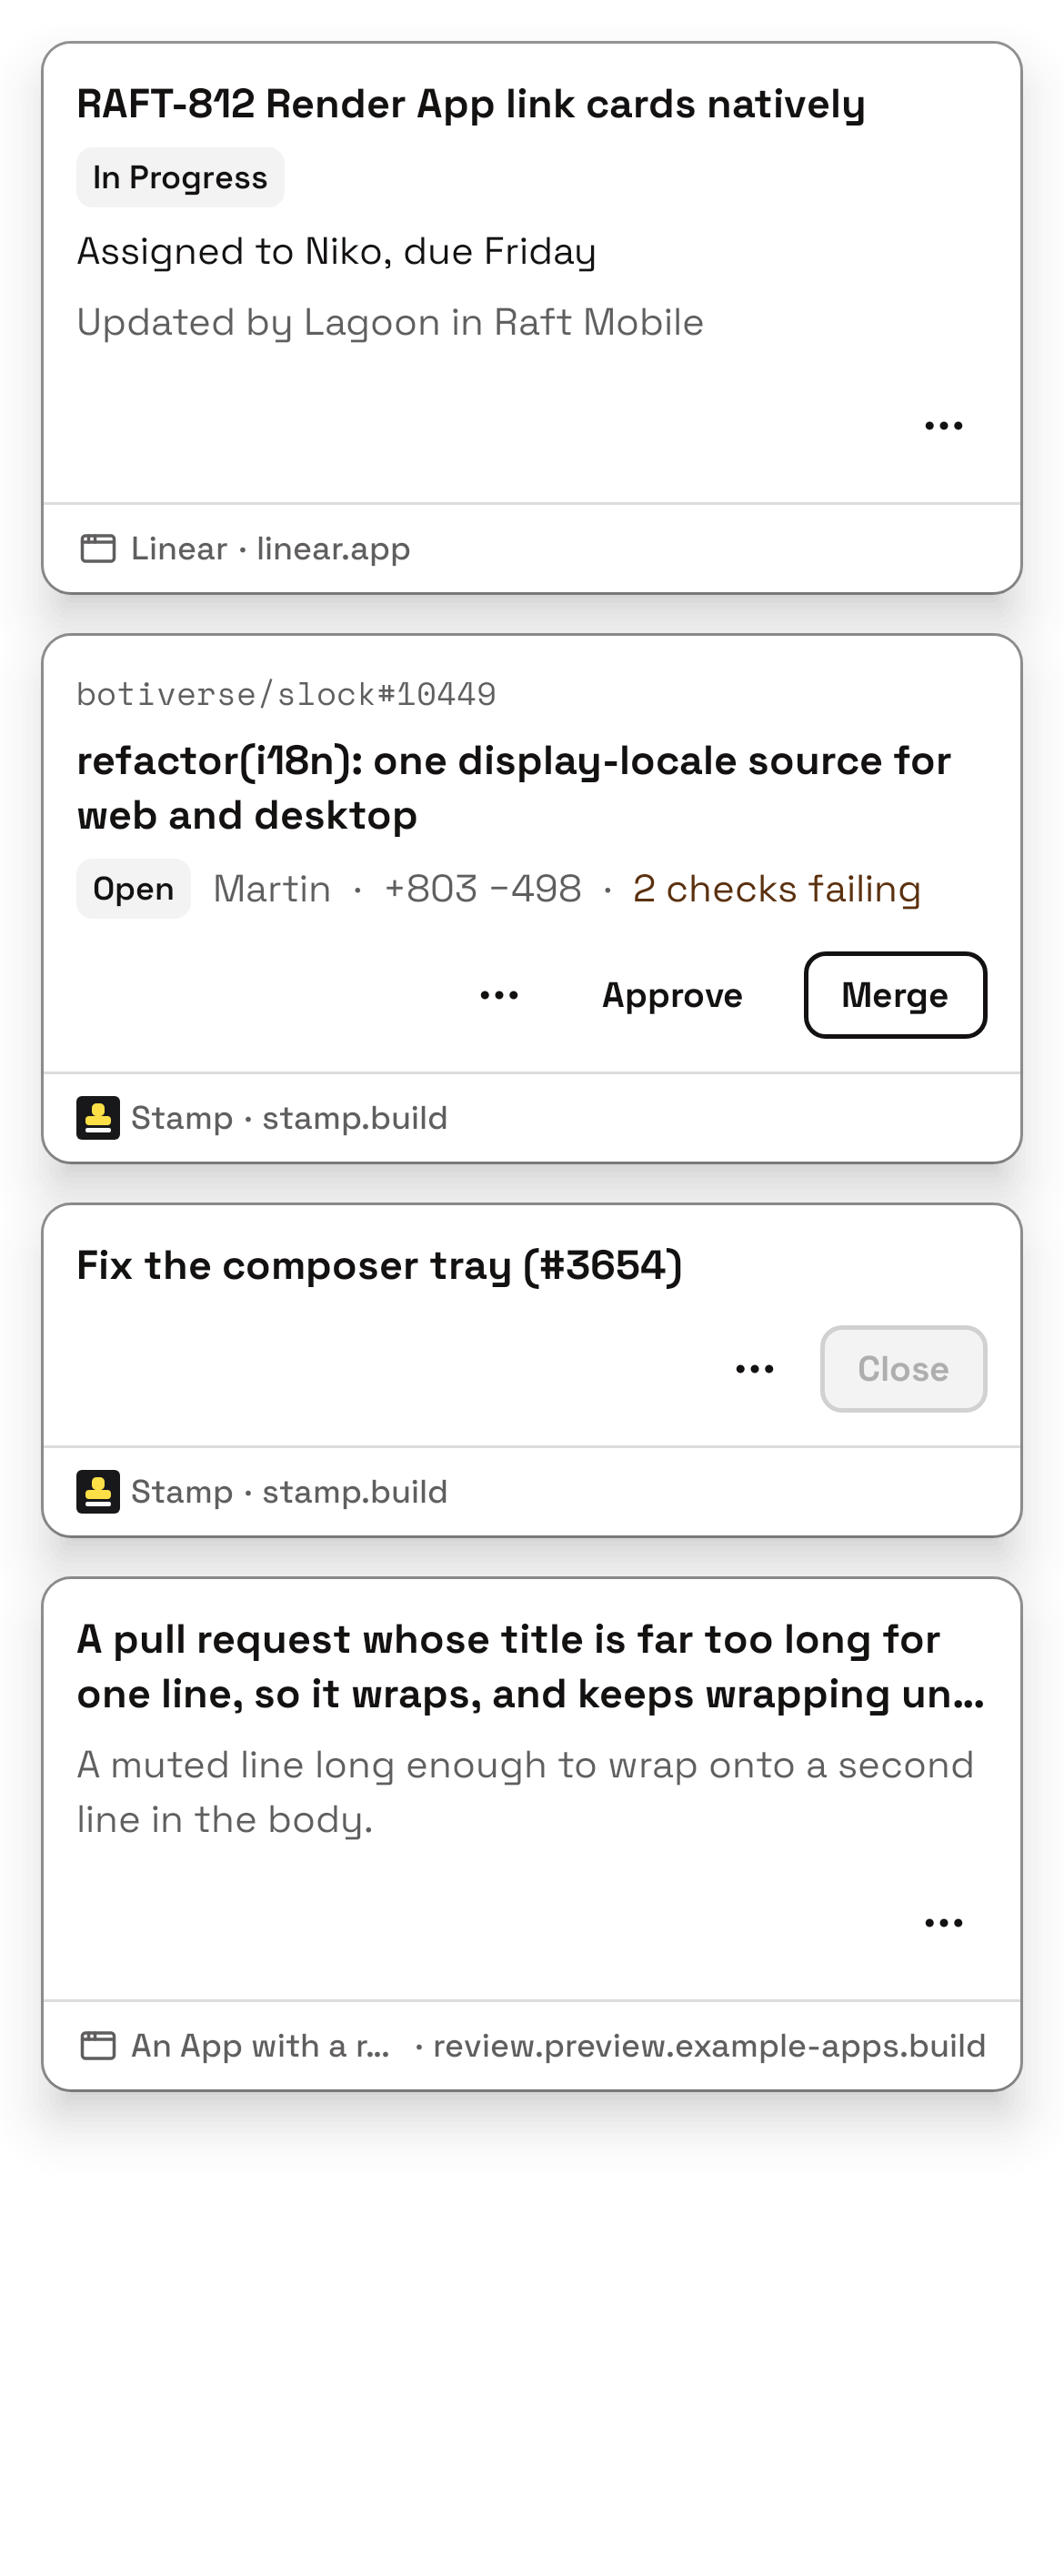 RAFT-812 Render App link cards natively
In Progress
Assigned to Niko, due Friday
Updated by Lagoon in Raft Mobile
Linear · linear.app
botiverse/slock#10449
refactor(i18n): one display-locale source for
web and desktop
Open Martin · +803 −498 · 2 checks failing
Approve Merge
Stamp · stamp.build
Fix the composer tray (#3654)
Close
Stamp · stamp.build
A pull request whose title is far too long for
one line, so it wraps, and keeps wrapping un...
A muted line long enough to wrap onto a second
line in the body.
An App with a r... · review.preview.example-apps.build